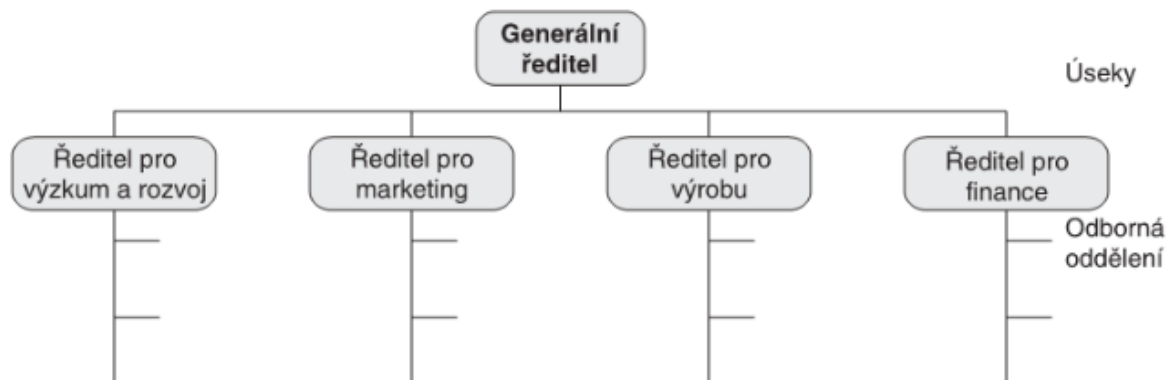 Generální
ředitel
Úseky
Ředitel pro
výzkum a rozvoj
Ředitel pro
marketing
Ředitel pro
výrobu
Ředitel pro
finance
Odborná
oddělení